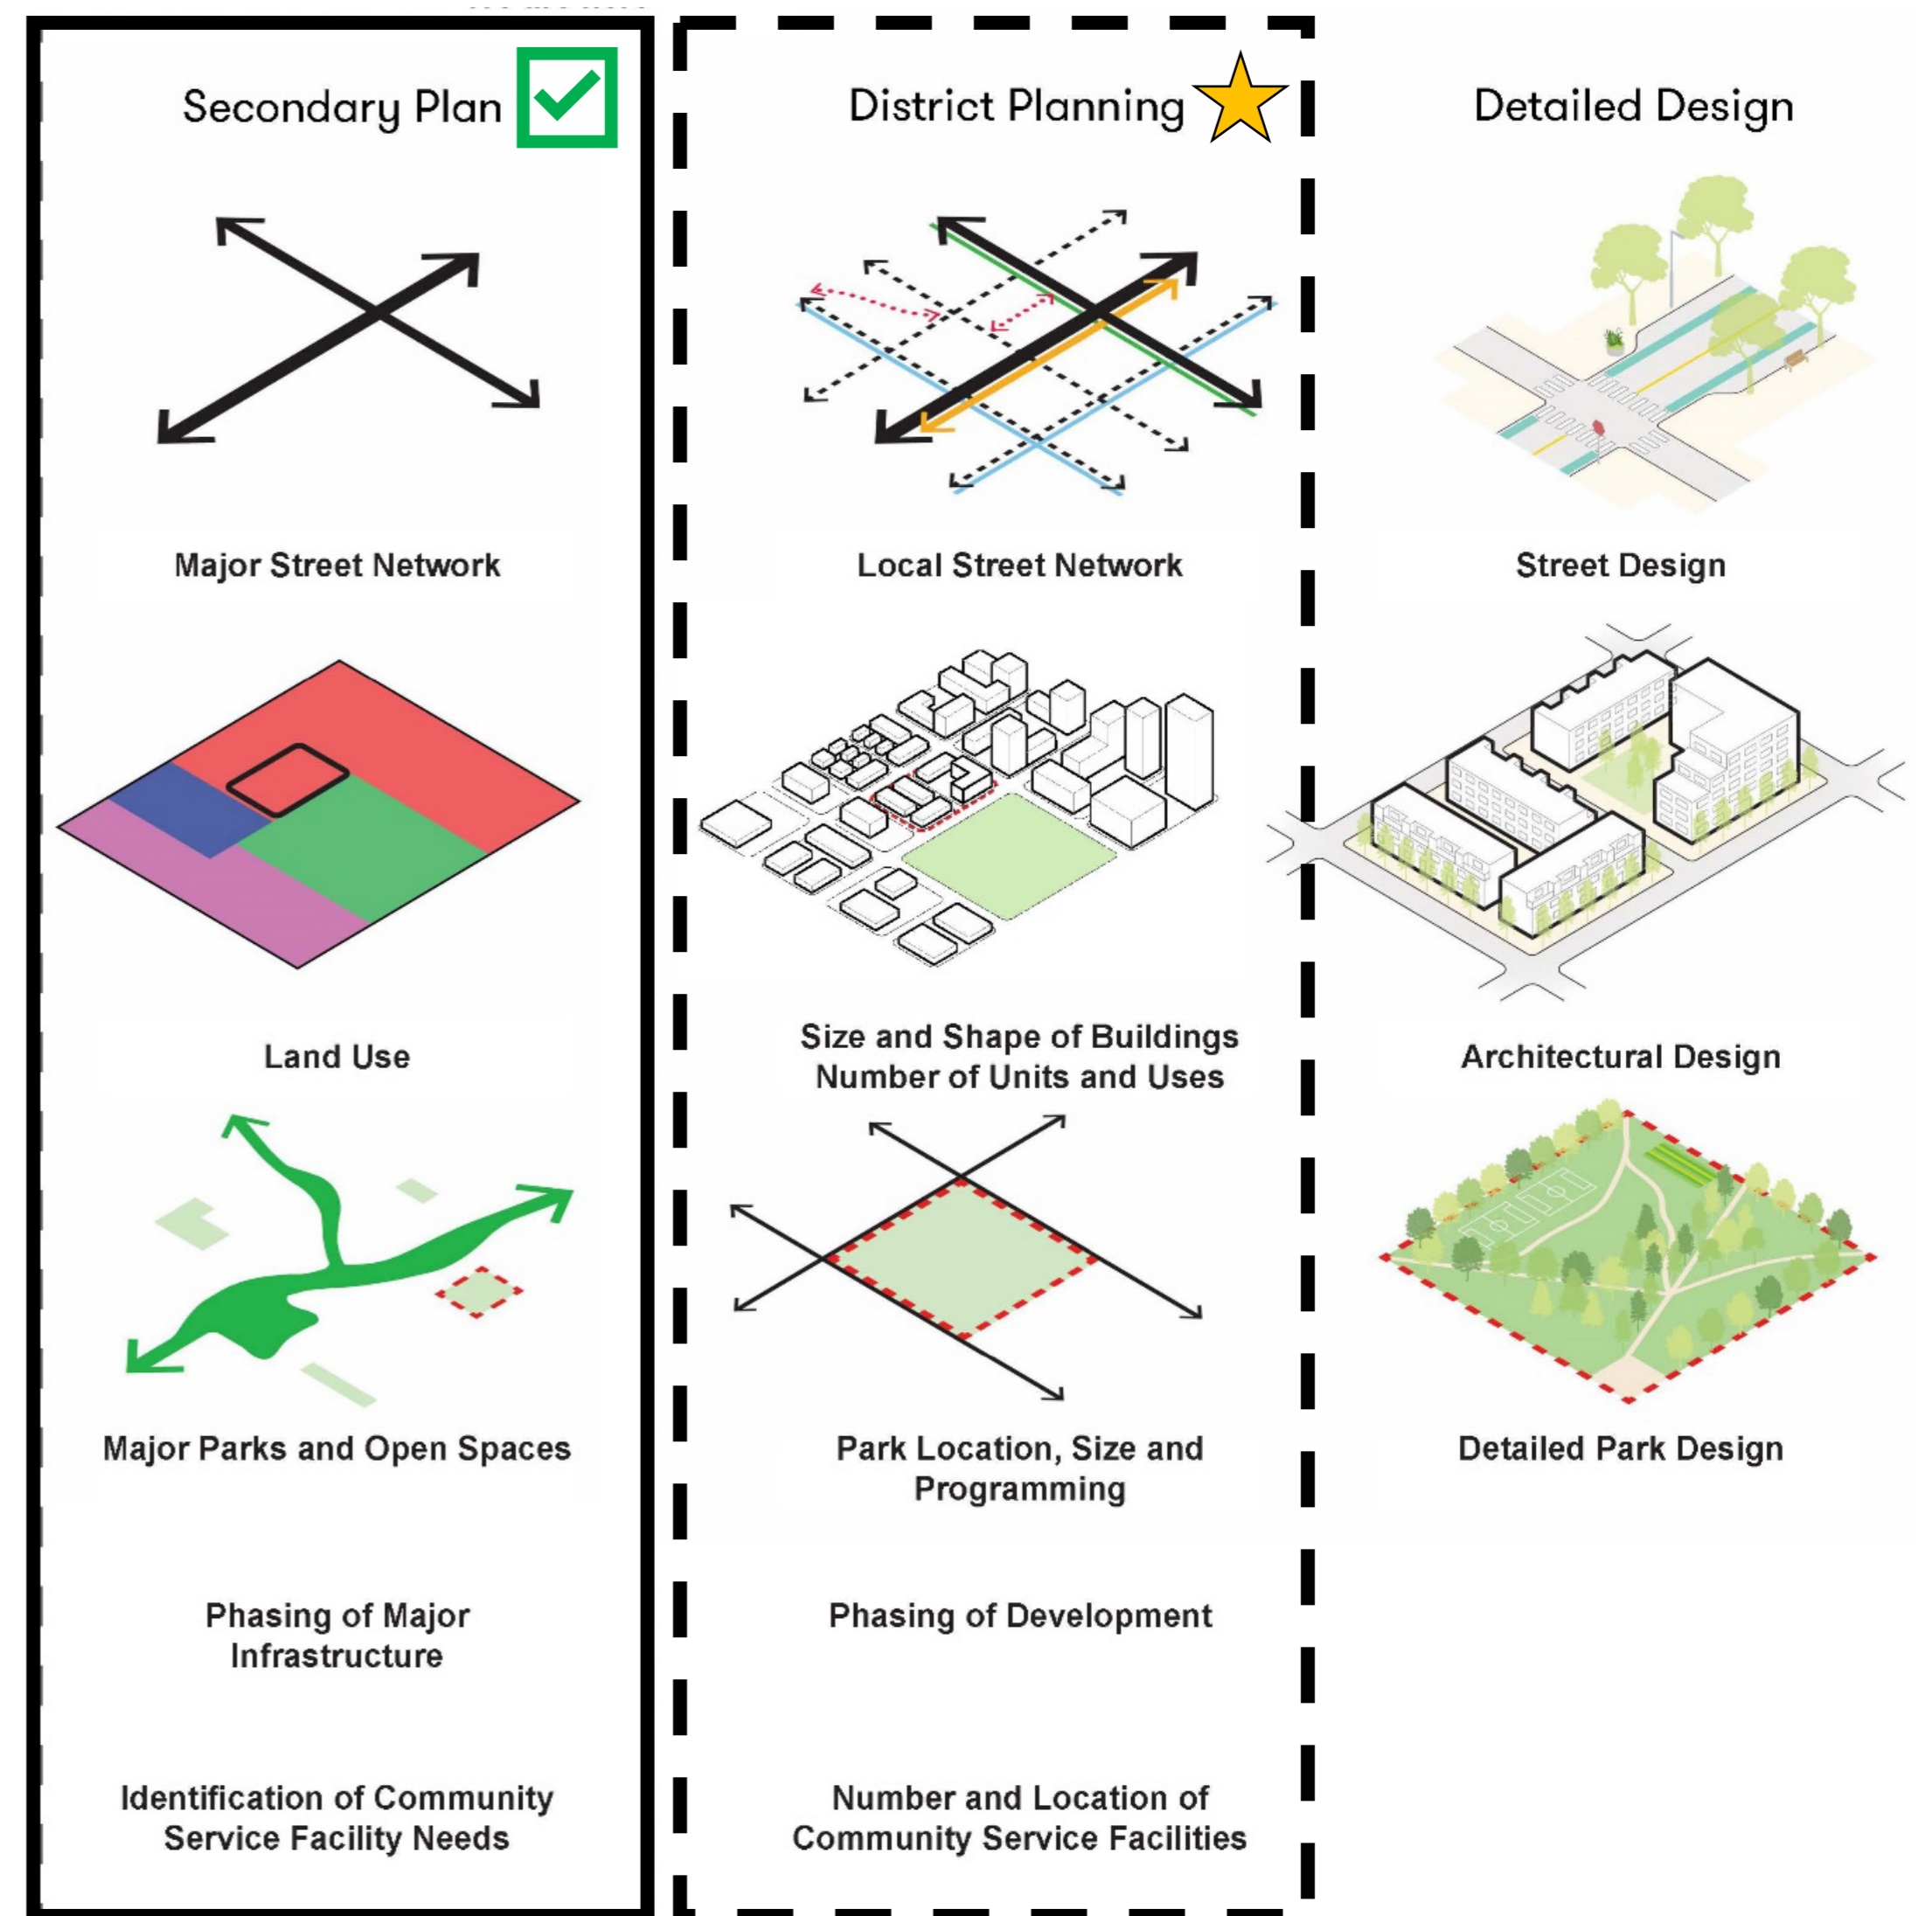 Secondary Plan
District Planning
Detailed Design
Major Street Network
Local Street Network
Street Design
Land Use
Size and Shape of Buildings
Number of Units and Uses
Architectural Design
Major Parks and Open Spaces
Park Location, Size and
Programming
Detailed Park Design
Phasing of Major
Infrastructure
Phasing of Development
Identification of Community
Service Facility Needs
Number and Location of
Community Service Facilities